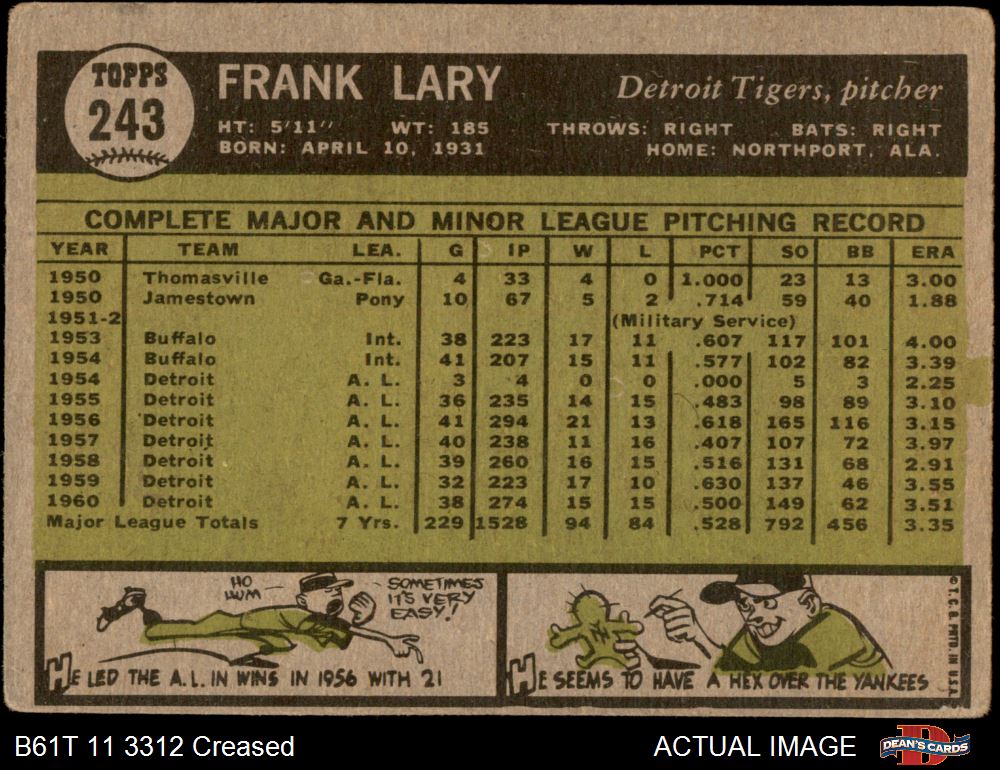 TOPPS
243
FRANK LARY
Detroit Tigers, pitcher
HT: 5'11" WT: 185 THROWS: RIGHT BATS: RIGHT
BORN: APRIL 10, 1931 HOME: NORTHPORT, ALA.
COMPLETE MAJOR AND MINOR LEAGUE PITCHING RECORD
YEAR TEAM LEA. G IP W L PCT SO BB ERA
1950 Thomasville Ga.-Fla. 4 33 4 0 1.000 23 13 3.00
1950 Jamestown Pony 10 67 5 2 .714 59 40 1.88
1951-2 (Military Service)
1953 Buffalo Int. 38 223 17 11 .607 117 101 4.00
1954 Buffalo Int. 41 207 15 11 .577 102 82 3.39
1954 Detroit A. L. 3 4 0 0 .000 5 3 2.25
1955 Detroit A. L. 36 235 14 15 .483 98 89 3.10
1956 Detroit A. L. 41 294 21 13 .618 165 116 3.15
1957 Detroit A. L. 40 238 11 16 .407 107 72 3.97
1958 Detroit A. L. 39 260 16 15 .516 131 68 2.91
1959 Detroit A. L. 32 223 17 10 .630 137 46 3.55
1960 Detroit A. L. 38 274 15 15 .500 149 62 3.51
Major League Totals 7 Yrs. 229 1528 94 84 .528 792 456 3.35
HO
HUM
SOMETIMES
IT'S VERY
EASY!
HE LED THE A.L. IN WINS IN 1956 WITH 21
NY
HE SEEMS TO HAVE A HEX OVER THE YANKEES
© T. C. G. PRTD. IN U.S.A.
B61T 11 3312 Creased
ACTUAL IMAGE
DEAN'S CARDS